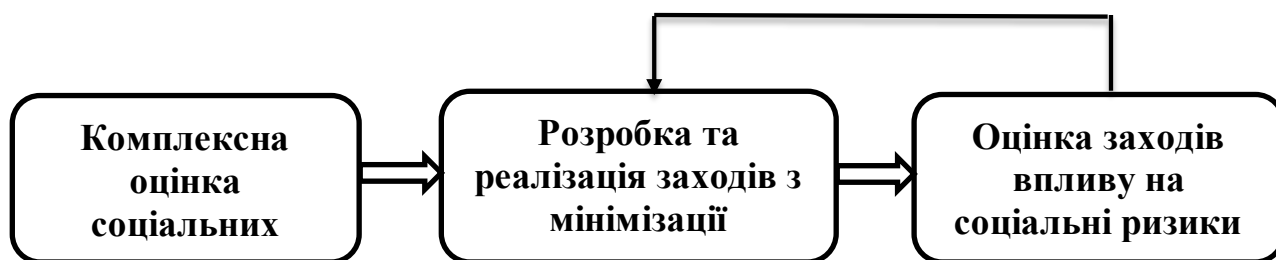 Комплексна
оцінка
соціальних
Розробка та
реалізація заходів з
мінімізації
Оцінка заходів
впливу на
соціальні ризики